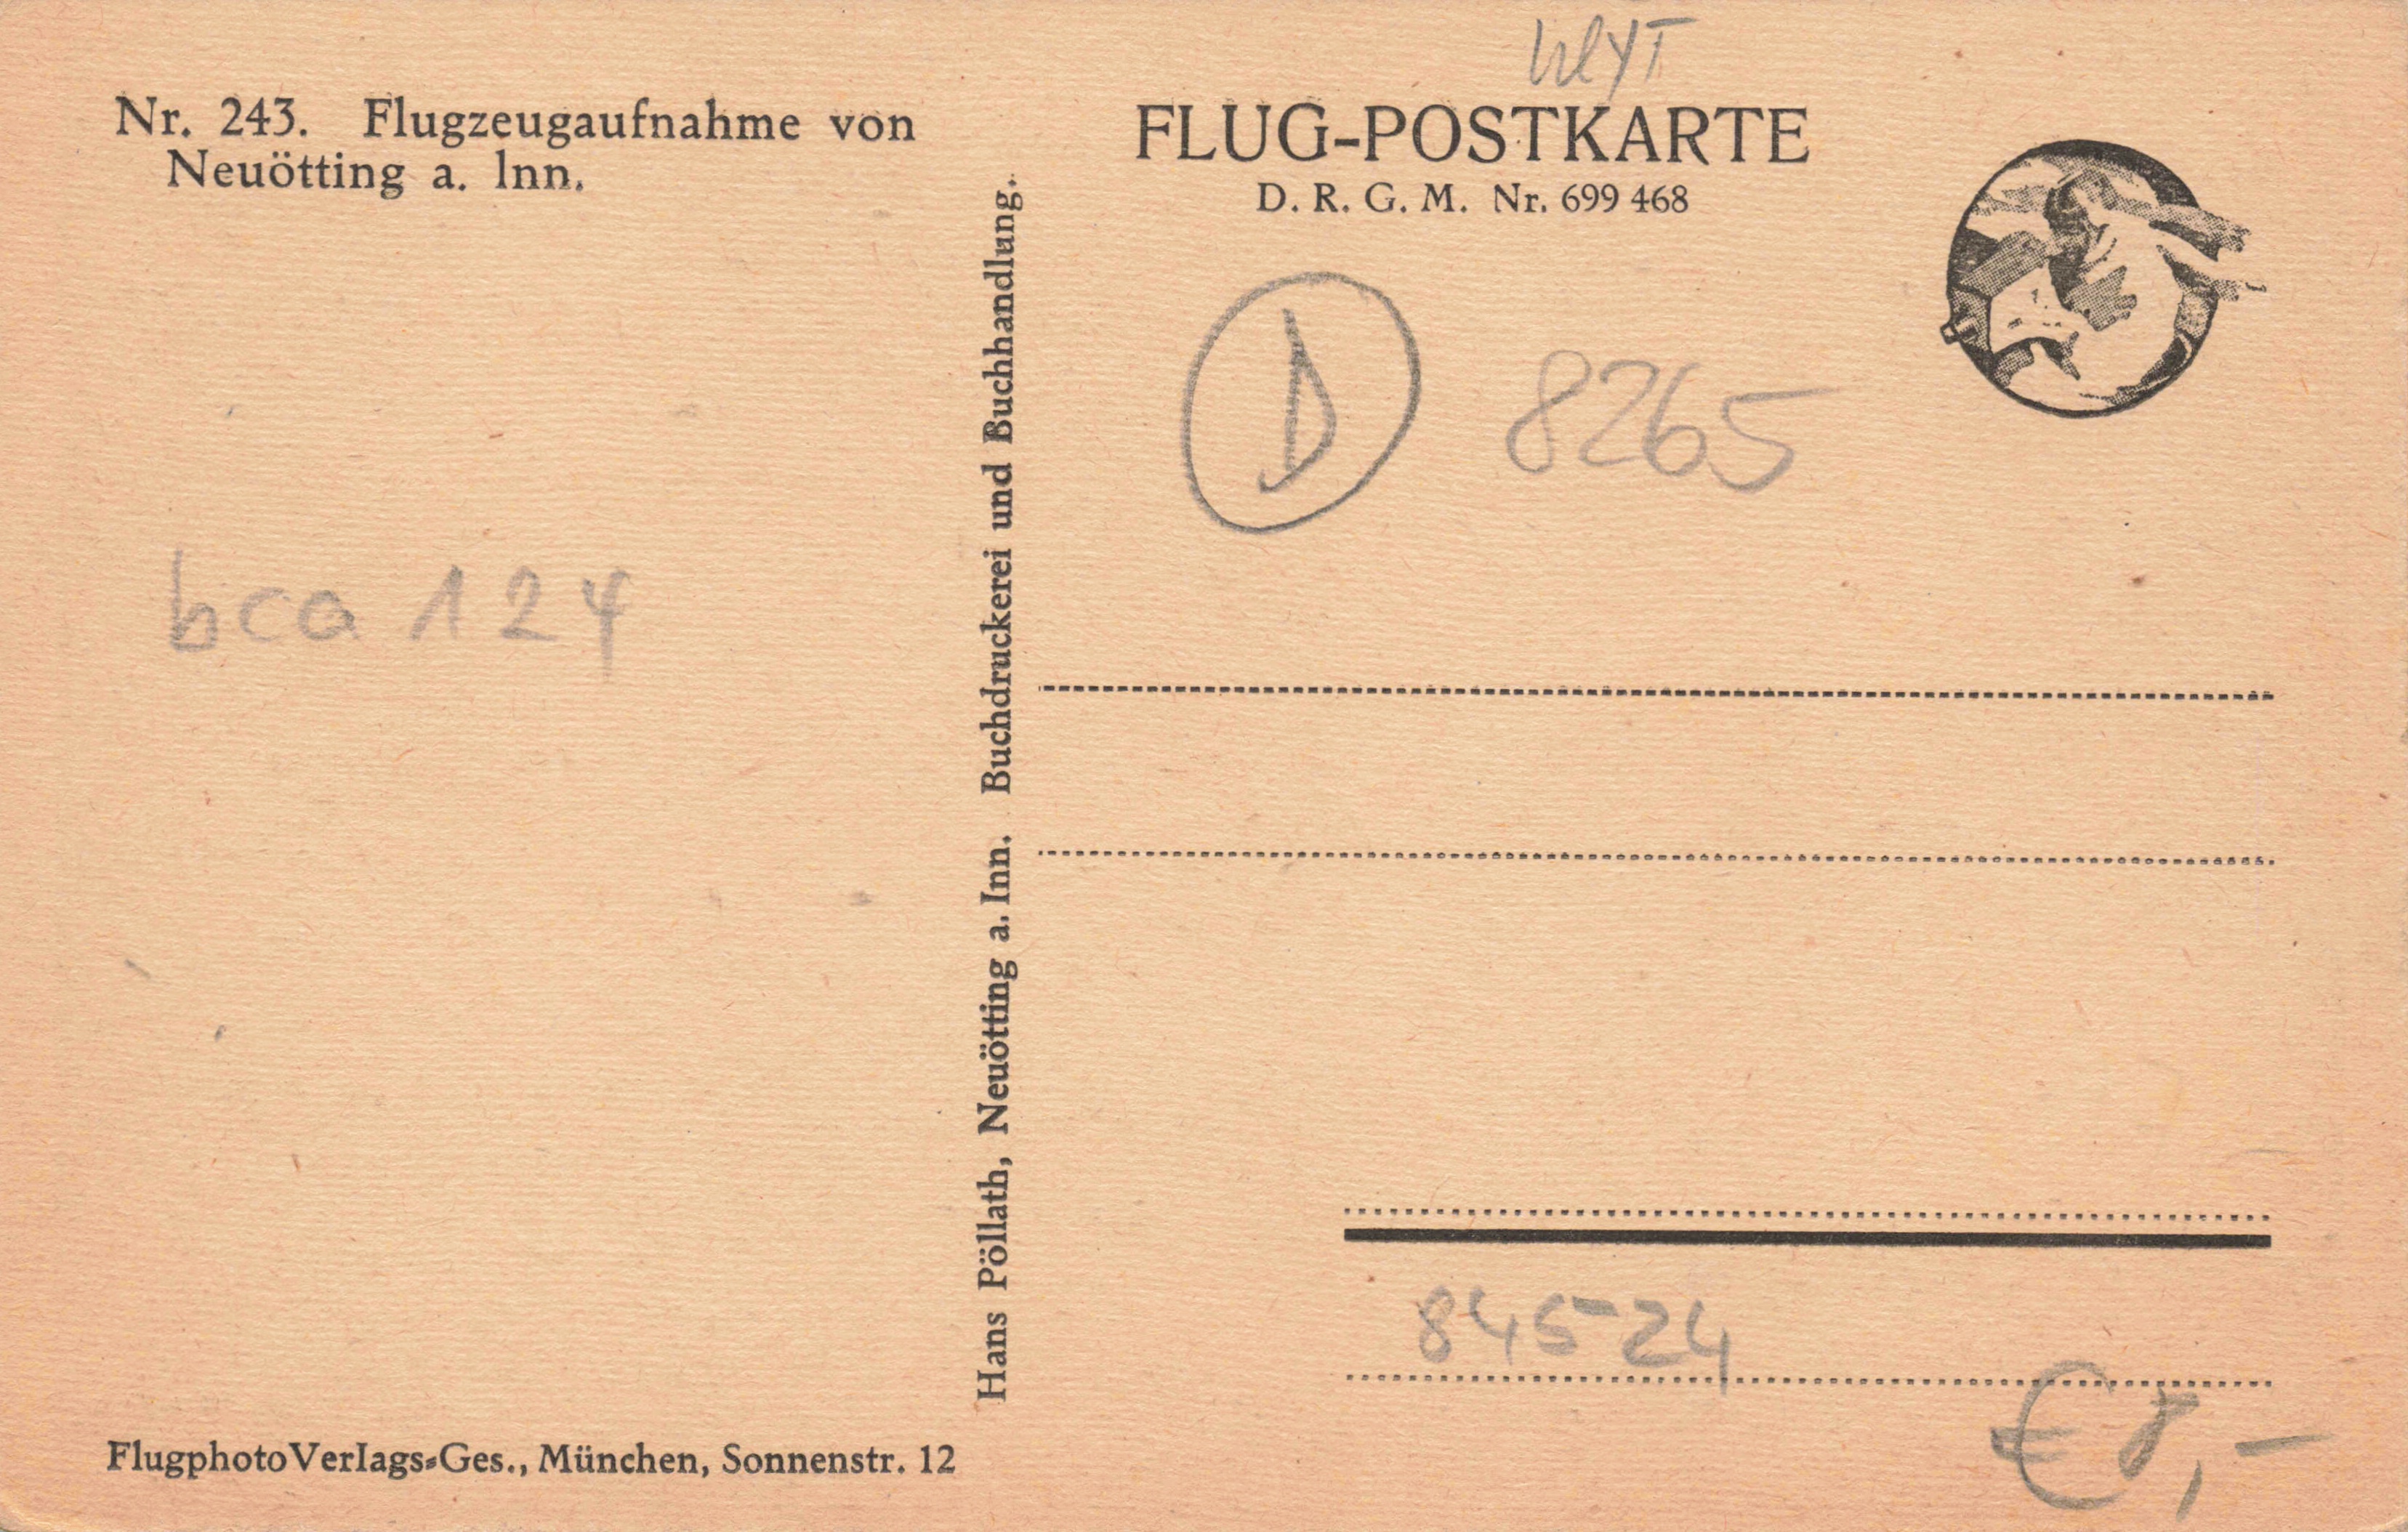 Nr. 243. Flugzeugaufnahme von
Neuötting a. Inn.
bca 124
FlugphotoVerlags=Ges., München, Sonnenstr. 12
Hans Pöllath, Neuötting a. Inn. Buchdruckerei und Buchhandlung.
FLUG-POSTKARTE
D. R. G. M. Nr. 699 468
D 8265
845-24
€ 8,-